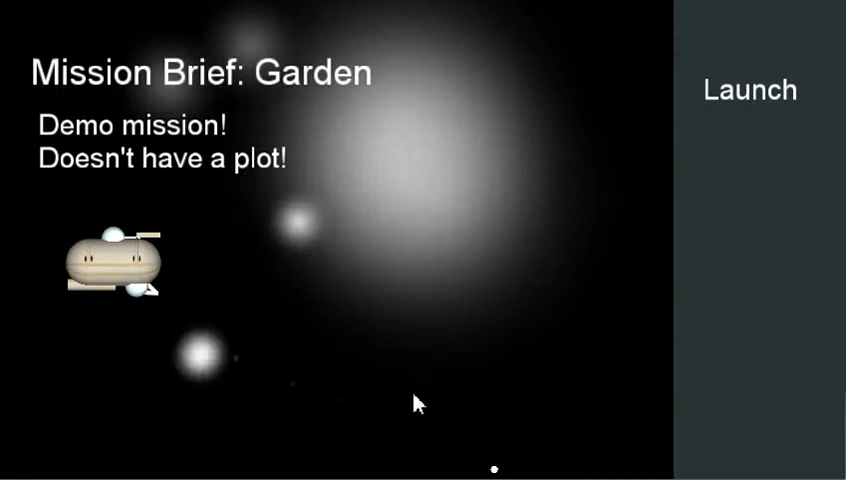 Mission Brief: Garden
Demo mission!
Doesn't have a plot!
Launch